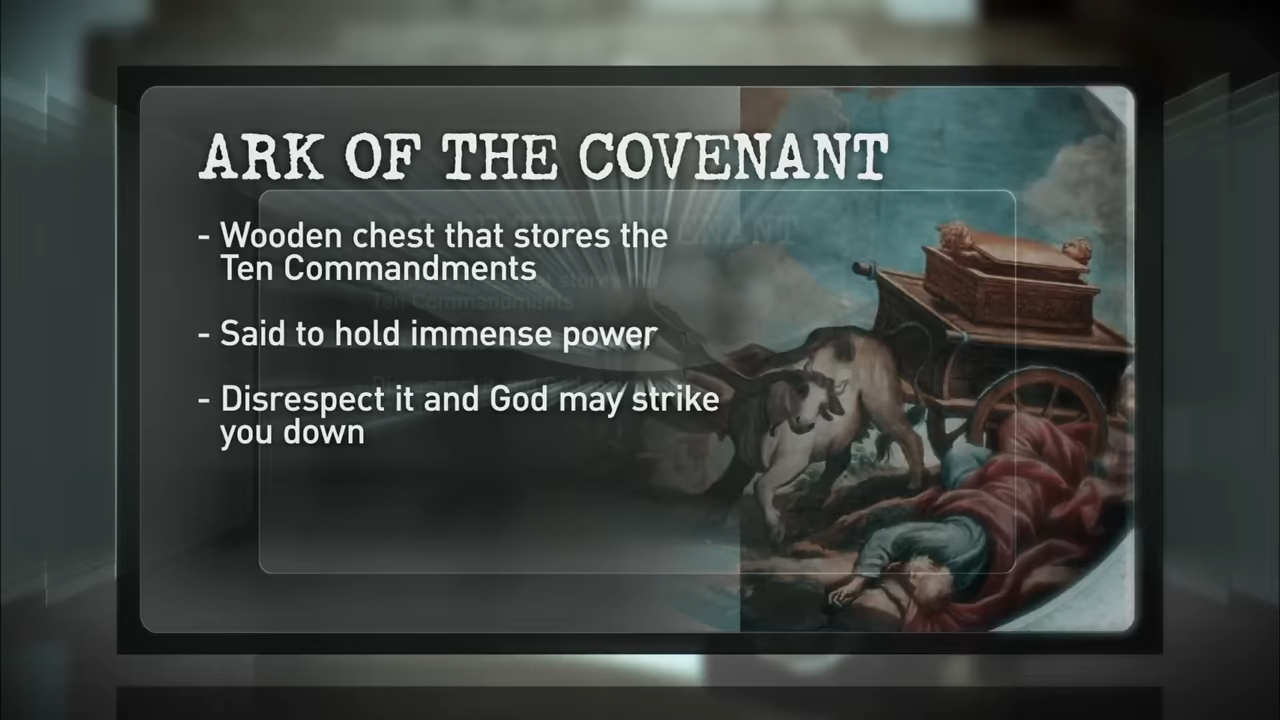 ARK OF THE COVENANT
- Wooden chest that stores the
Ten Commandments
- Said to hold immense power
- Disrespect it and God may strike
you down